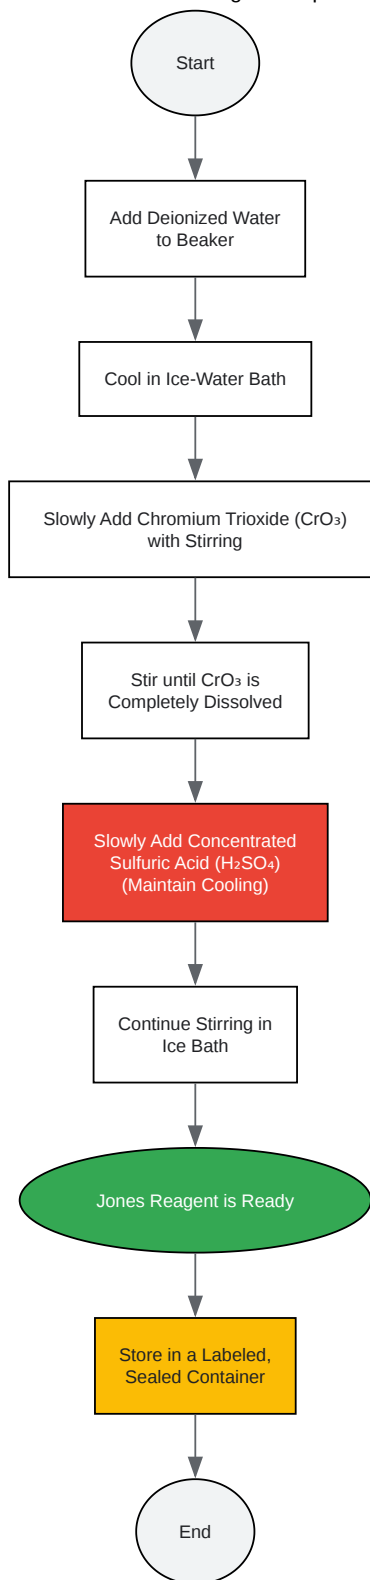 Start
Add Deionized Water
to Beaker
Cool in Ice-Water Bath
Slowly Add Chromium Trioxide (CrO₃)
with Stirring
Stir until CrO₃ is
Completely Dissolved
Slowly Add Concentrated
Sulfuric Acid (H₂SO₄)
(Maintain Cooling)
Continue Stirring in
Ice Bath
Jones Reagent is Ready
Store in a Labeled,
Sealed Container
End